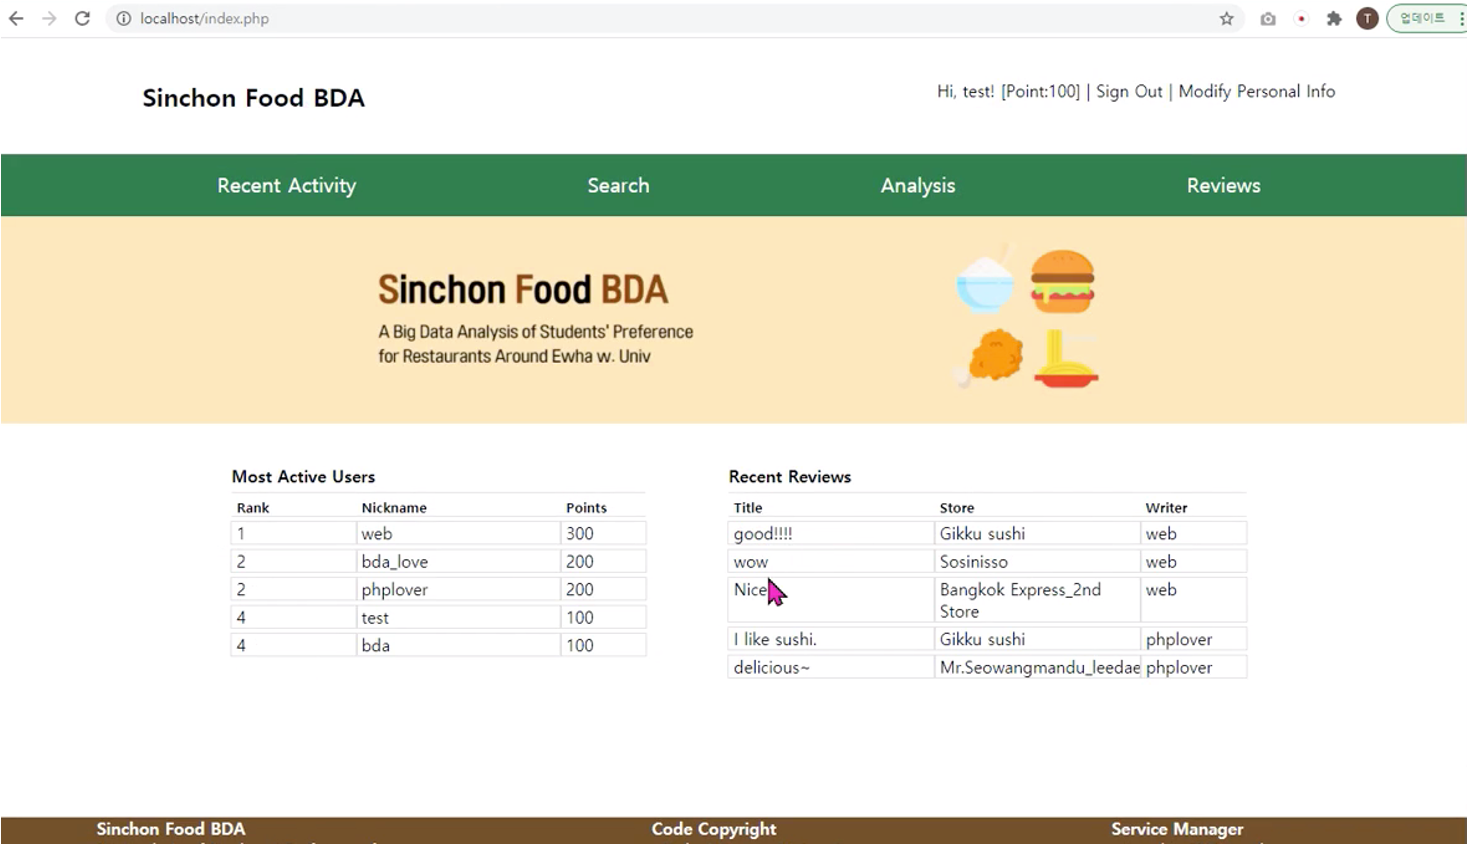 localhost/index.php
T
업데이트
Sinchon Food BDA
Hi, test! [Point:100] | Sign Out | Modify Personal Info
Recent Activity Search Analysis Reviews
Sinchon Food BDA
A Big Data Analysis of Students' Preference
for Restaurants Around Ewha w. Univ
Most Active Users
Rank Nickname Points
1 web 300
2 bda_love 200
2 phplover 200
4 test 100
4 bda 100
Recent Reviews
Title Store Writer
good!!!! Gikku sushi web
wow Sosinisso web
Nice Bangkok Express_2nd web
Store
I like sushi. Gikku sushi phplover
delicious~ Mr.Seowangmandu_leedae phplover
Sinchon Food BDA Code Copyright Service Manager